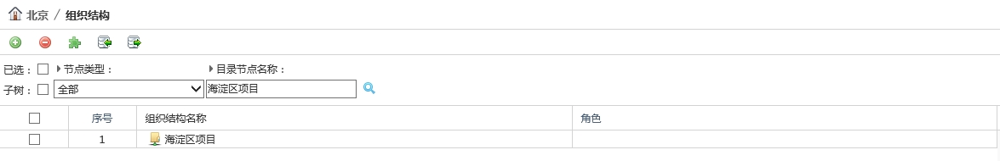 北京 / 组织结构
已选： 节点类型： 目录节点名称：
子树： 全部 海淀区项目
序号 组织结构名称 角色
1 海淀区项目